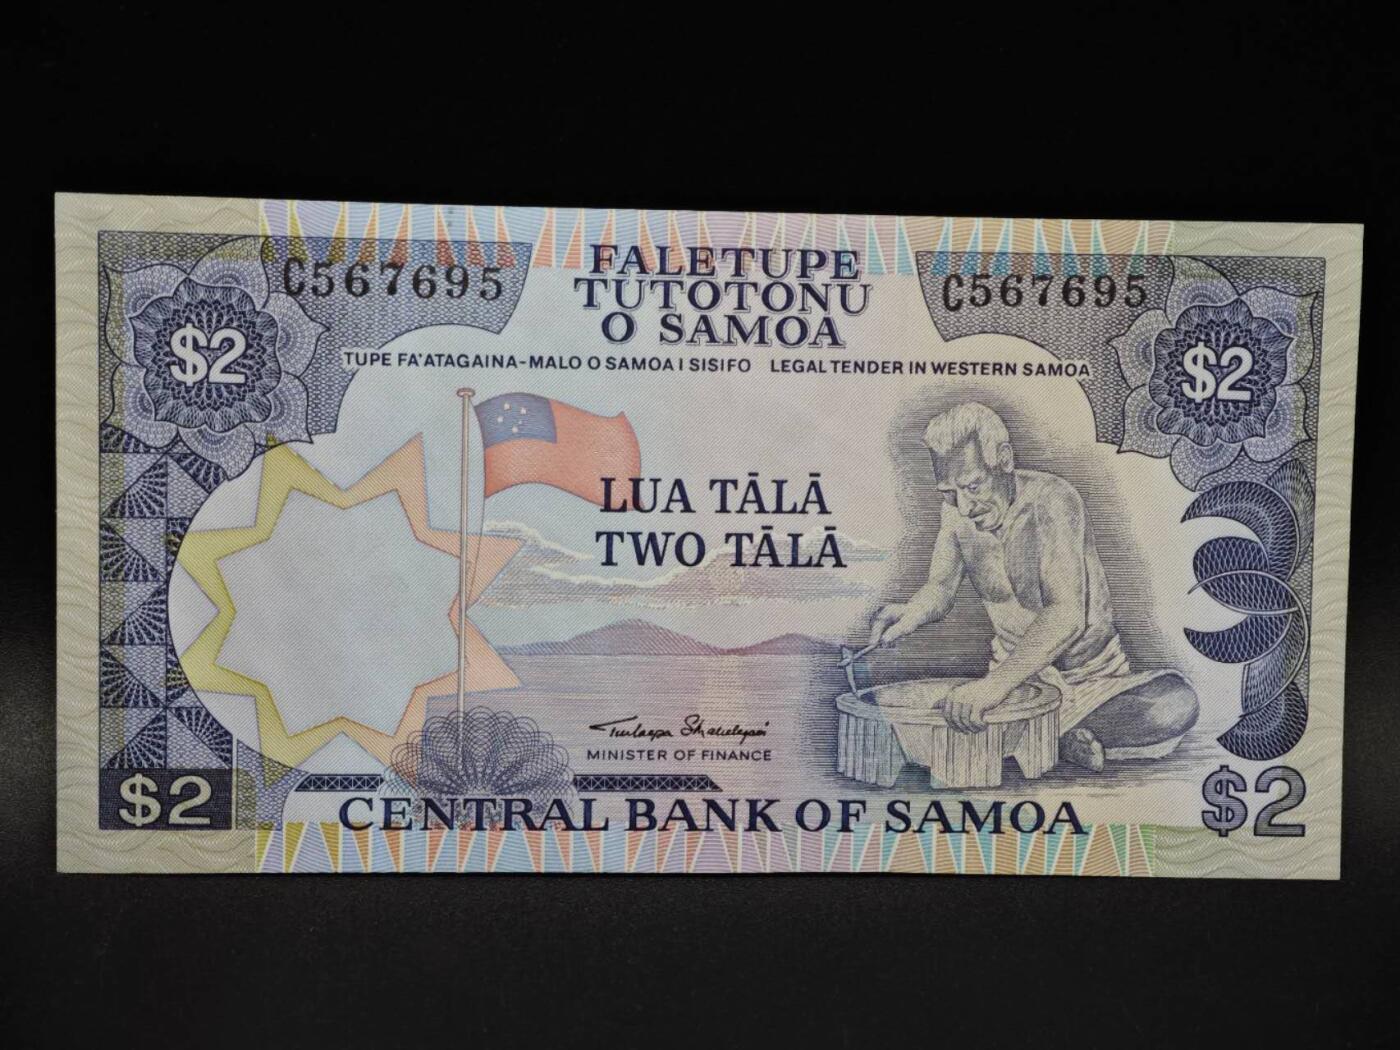 C567695
C567695
FALETUPE
TUTOTONU
O SAMOA
$2
$2
TUPE FA'ATAGAINA-MALO O SAMOA I SISIFO LEGAL TENDER IN WESTERN SAMOA
LUA TĀLĀ
TWO TĀLĀ
MINISTER OF FINANCE
$2
CENTRAL BANK OF SAMOA
$2